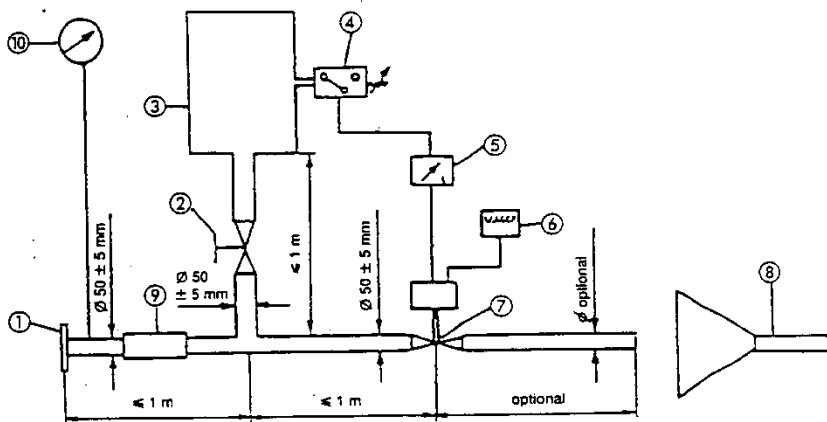 ⑩
④
③
⑤
②
⑥
≤ 1 m
Ø 50 ± 5 mm
Ø 50
± 5 mm
Ø 50 ± 5 mm
Ø optional
⑨
⑦
⑧
①
≤ 1 m
≤ 1 m
optional